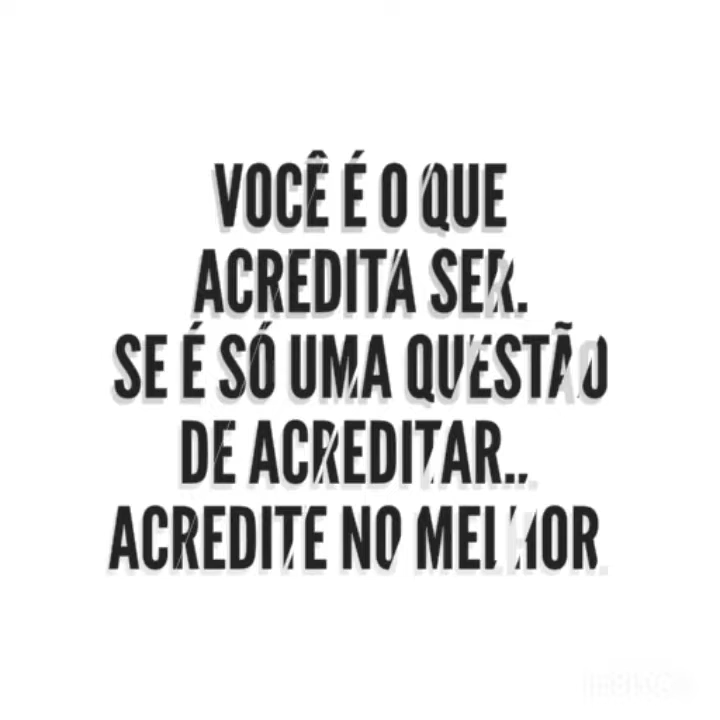 VOCÊ É O QUE
ACREDITA SER.
SE É SÓ UMA QUESTÃO
DE ACREDITAR...
ACREDITE NO MELHOR.